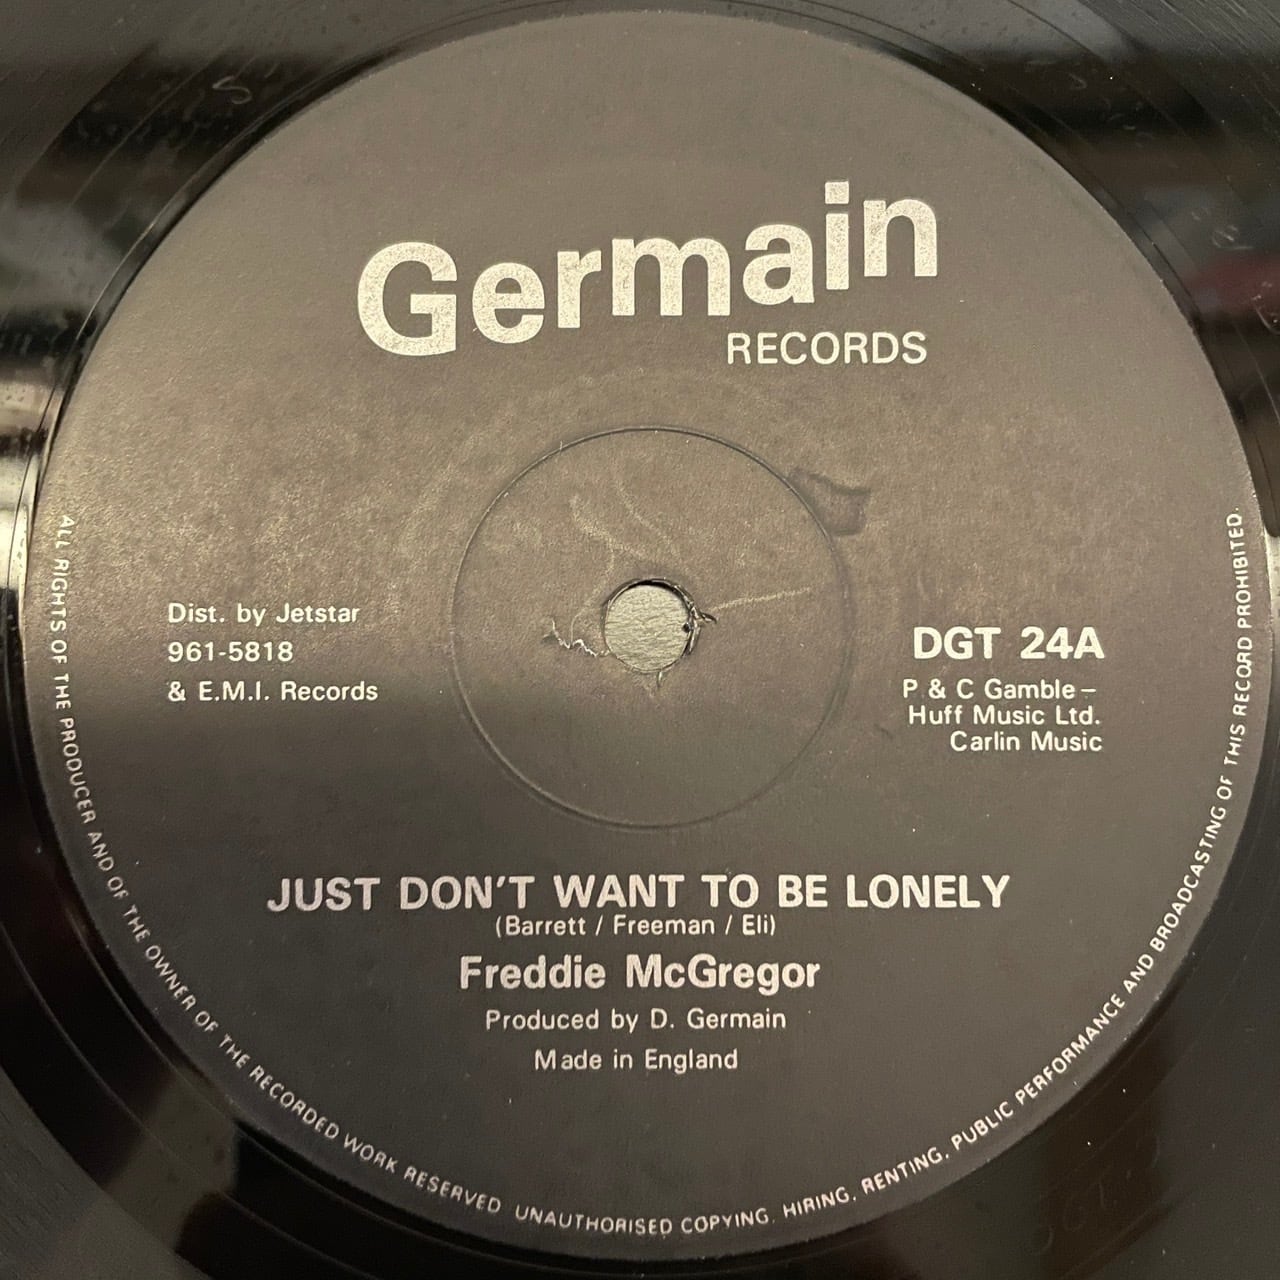 Germain
RECORDS
Dist. by Jetstar
961-5818
& E.M.I. Records
DGT 24A
P & C Gamble –
Huff Music Ltd.
Carlin Music
JUST DON'T WANT TO BE LONELY
(Barrett / Freeman / Eli)
Freddie McGregor
Produced by D. Germain
Made in England
ALL RIGHTS OF THE PRODUCER AND OF THE OWNER OF THE RECORDED WORK RESERVED UNAUTHORISED COPYING, HIRING, RENTING, PUBLIC PERFORMANCE AND BROADCASTING OF THIS RECORD PROHIBITED.